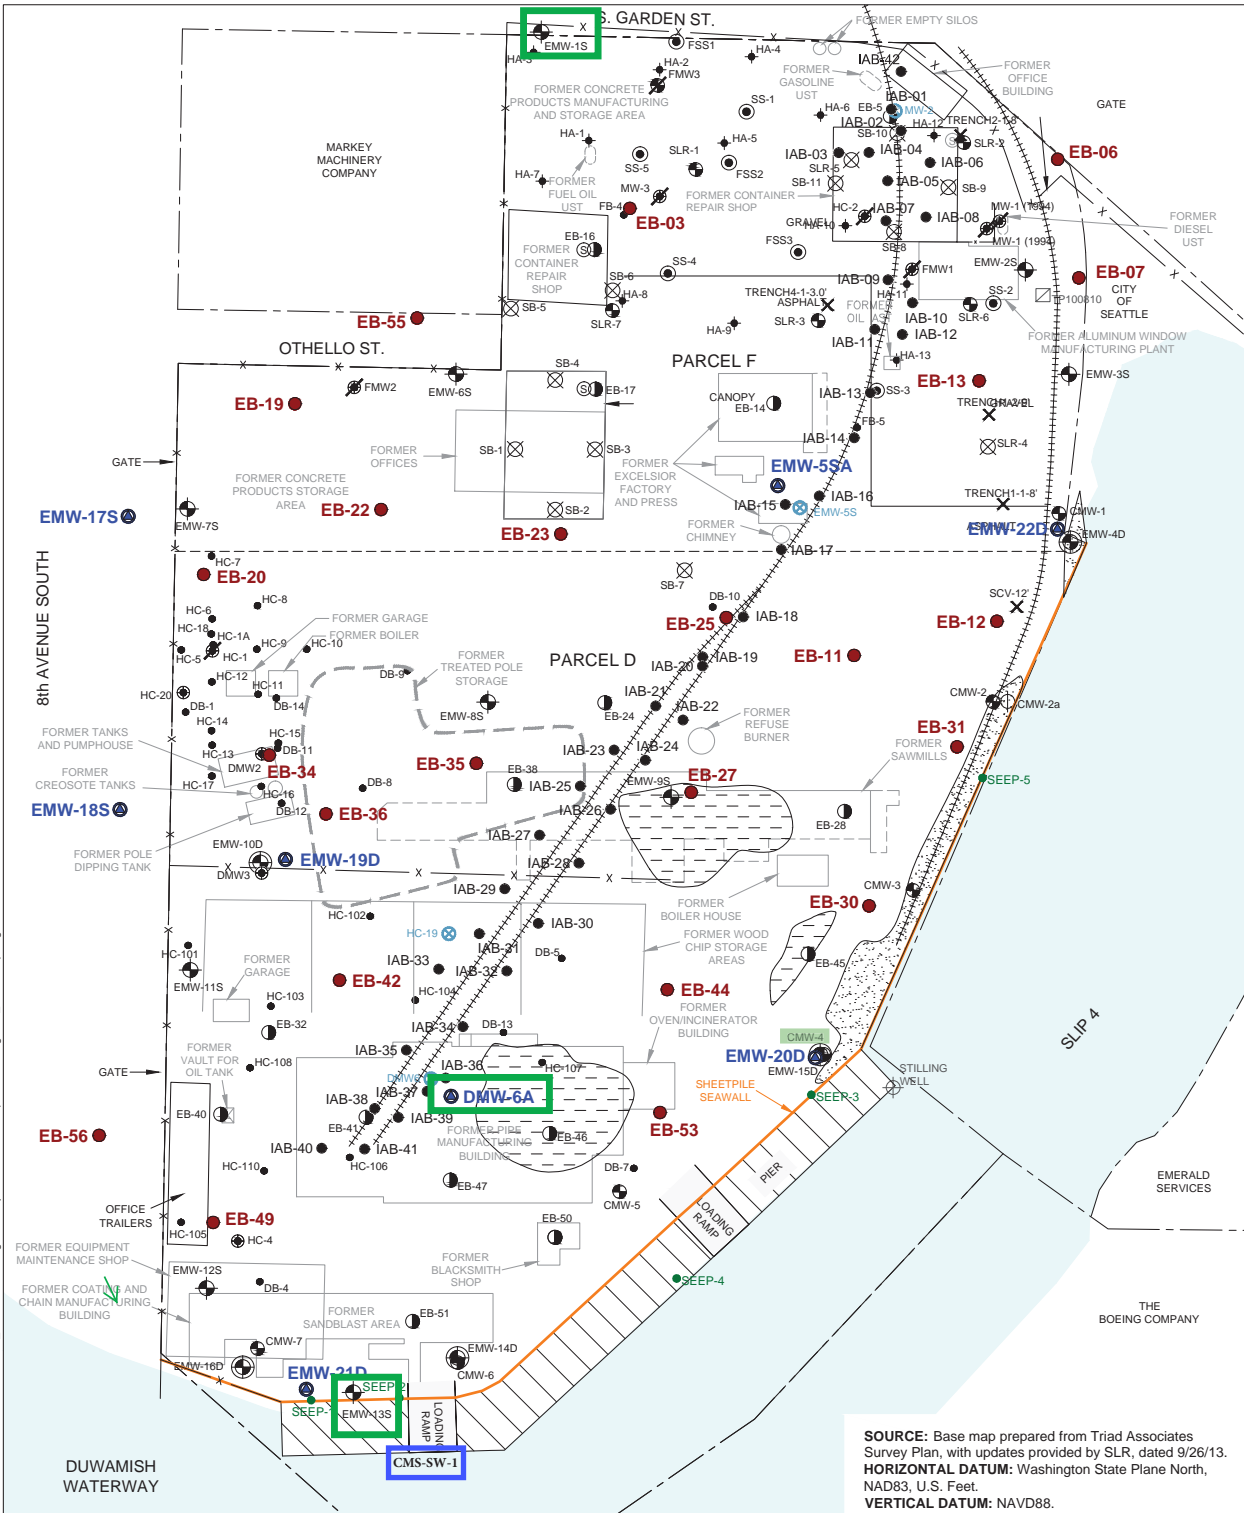 S. GARDEN ST.
FORMER EMPTY SILOS
EMW-1S
HA-3
FSS1
HA-4
HA-2
FMW3
IAB-42
FORMER
OFFICE
BUILDING
FORMER
GASOLINE
UST
FORMER CONCRETE
PRODUCTS MANUFACTURING
AND STORAGE AREA
GATE
SS-1
HA-6
IAB-01
EB-5
MW-2
IAB-02
SB-10
HA-12
TRENCH2-1-8'
SLR-2
MARKEY
MACHINERY
COMPANY
HA-1
HA-5
SS-5
SLR-1
FSS2
IAB-03
IAB-04
IAB-06
EB-06
SLR-5
SB-11
IAB-05
SB-9
HA-7
FORMER
FUEL OIL
UST
MW-3
FB-4
EB-03
FORMER CONTAINER
REPAIR SHOP
HC-2
GRAVEL
HA-10
IAB-07
IAB-08
MW-1 (1994)
MW-1 (1994)
FORMER
DIESEL
UST
EB-16
S
FORMER
CONTAINER
REPAIR
SHOP
SB-8
FSS3
SS-4
SB-6
HA-8
SB-5
SLR-7
FMW1
EMW-2S
IAB-09
HA-11
EB-07
CITY
OF
SEATTLE
TP100810
TRENCH4-1-3.0'
ASPHALT
SLR-3
FORMER
OIL AST
IAB-10
SLR-6
SS-2
HA-9
EB-55
IAB-11
IAB-12
FORMER ALUMINUM WINDOW
MANUFACTURING PLANT
OTHELLO ST.
PARCEL F
HA-13
FMW2
EMW-6S
SB-4
EB-17
S
EB-13
EMW-3S
EB-19
CANOPY
EB-14
IAB-13
SS-3
FB-5
GRAVEL
FORMER
OFFICES
SB-1
SB-3
IAB-14
SLR-4
GATE
FORMER
EXCELSIOR
FACTORY
AND PRESS
EMW-5SA
FORMER CONCRETE
PRODUCTS STORAGE
AREA
EMW-17S
EMW-7S
EB-22
SB-2
IAB-15
EMW-5S
IAB-16
TRENCH1-1-8'
CMW-1
ASPHALT
EMW-22D
EMW-4D
EB-23
FORMER
CHIMNEY
IAB-17
8th AVENUE SOUTH
HC-7
EB-20
SB-7
HC-8
HC-6
HC-18
FORMER GARAGE
FORMER BOILER
DB-10
EB-25
IAB-18
SCV-12'
EB-12
HC-1A
HC-5
HC-1
HC-9
HC-10
PARCEL D
IAB-19
IAB-20
EB-11
HC-12
HC-11
HC-20
DB-14
DB-9
FORMER
TREATED POLE
STORAGE
DB-1
EMW-8S
EB-24
IAB-21
IAB-22
CMW-2
CMW-2a
HC-14
FORMER TANKS
AND PUMPHOUSE
HC-15
HC-13
DB-11
DMW2
EB-34
FORMER
REFUSE
BURNER
IAB-23
IAB-24
EB-31
FORMER
SAWMILLS
FORMER
CREOSOTE TANKS
HC-17
HC-16
DB-12
EB-35
DB-8
EB-38
IAB-25
EMW-9S
EB-27
SEEP-5
EMW-18S
EB-36
IAB-26
EB-28
FORMER POLE
DIPPING TANK
EMW-10D
EMW-19D
DMW3
IAB-27
IAB-28
IAB-29
CMW-3
FORMER
BOILER HOUSE
EB-30
HC-102
IAB-30
HC-19
IAB-31
FORMER WOOD
CHIP STORAGE
AREAS
HC-101
EMW-11S
FORMER
GARAGE
IAB-33
IAB-32
DB-5
EB-45
EB-42
HC-104
EB-44
HC-103
FORMER
OVEN/INCINERATOR
BUILDING
EB-32
IAB-34
DB-13
CMW-4
EMW-20D
EMW-15D
SLIP 4
FORMER
VAULT FOR
OIL TANK
HC-108
IAB-35
IAB-36
HC-107
SHEETPILE
SEAWALL
STILLING
WELL
SEEP-3
GATE
IAB-37
DMW-6A
EB-40
IAB-38
EB-41
IAB-39
EB-53
EB-56
FORMER PIPE
MANUFACTURING
BUILDING
EB-46
IAB-40
IAB-41
HC-106
HC-110
DB-7
PIER
EB-47
CMW-5
EMERALD
SERVICES
OFFICE
TRAILERS
HC-105
EB-49
HC-4
LOADING
RAMP
EB-50
FORMER EQUIPMENT
MAINTENANCE SHOP
FORMER
BLACKSMITH
SHOP
EMW-12S
DB-4
SEEP-4
FORMER COATING AND
CHAIN MANUFACTURING
BUILDING
FORMER
SANDBLAST AREA
EB-51
THE
BOEING COMPANY
CMW-7
EMW-16D
EMW-14D
CMW-6
EMW-21D
SEEP-2
SEEP-1
EMW-13S
LOADING
RAMP
CMS-SW-1
DUWAMISH
WATERWAY
SOURCE: Base map prepared from Triad Associates
Survey Plan, with updates provided by SLR, dated 9/26/13.
HORIZONTAL DATUM: Washington State Plane North,
NAD83, U.S. Feet.
VERTICAL DATUM: NAVD88.